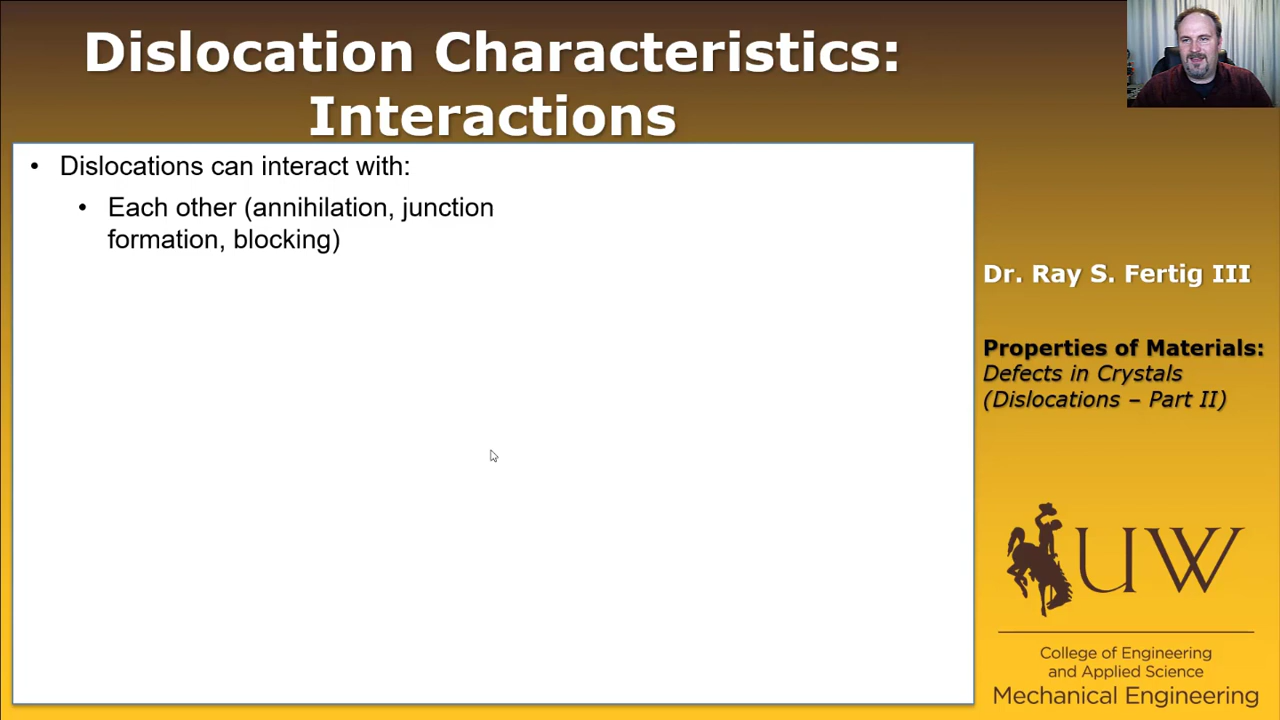 Dislocation Characteristics:
Interactions
• Dislocations can interact with:
• Each other (annihilation, junction
formation, blocking)
Dr. Ray S. Fertig III
Properties of Materials:
Defects in Crystals
(Dislocations – Part II)
UW
College of Engineering
and Applied Science
Mechanical Engineering